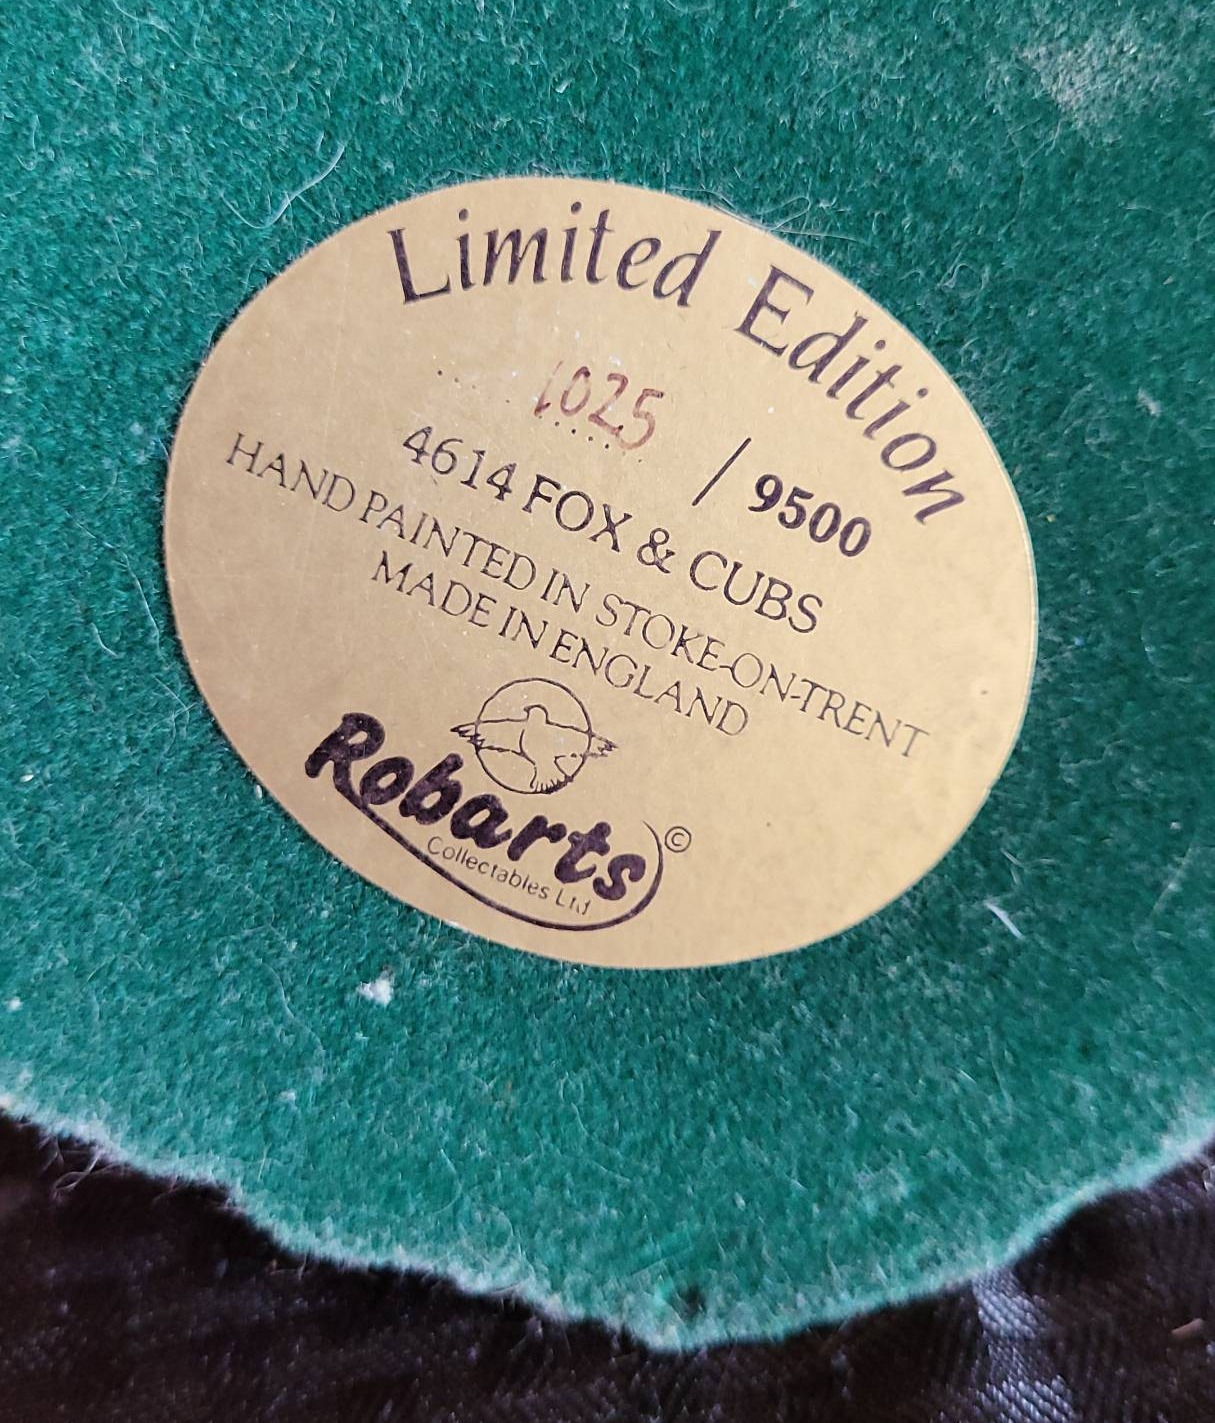 Limited Edition
1025 / 9500
4614 FOX & CUBS
HAND PAINTED IN STOKE-ON-TRENT
MADE IN ENGLAND
Robarts ©
Collectables Ltd